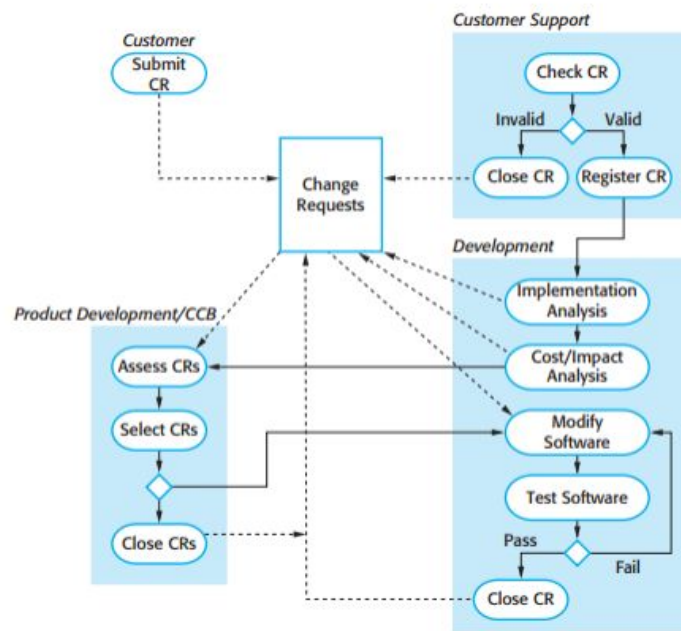 Customer Support
Customer
Submit
CR
Check CR
Invalid
Valid
Close CR
Register CR
Change
Requests
Development
Implementation
Analysis
Product Development/CCB
Assess CRs
Cost/Impact
Analysis
Select CRs
Modify
Software
Test Software
Close CRs
Pass
Fail
Close CR